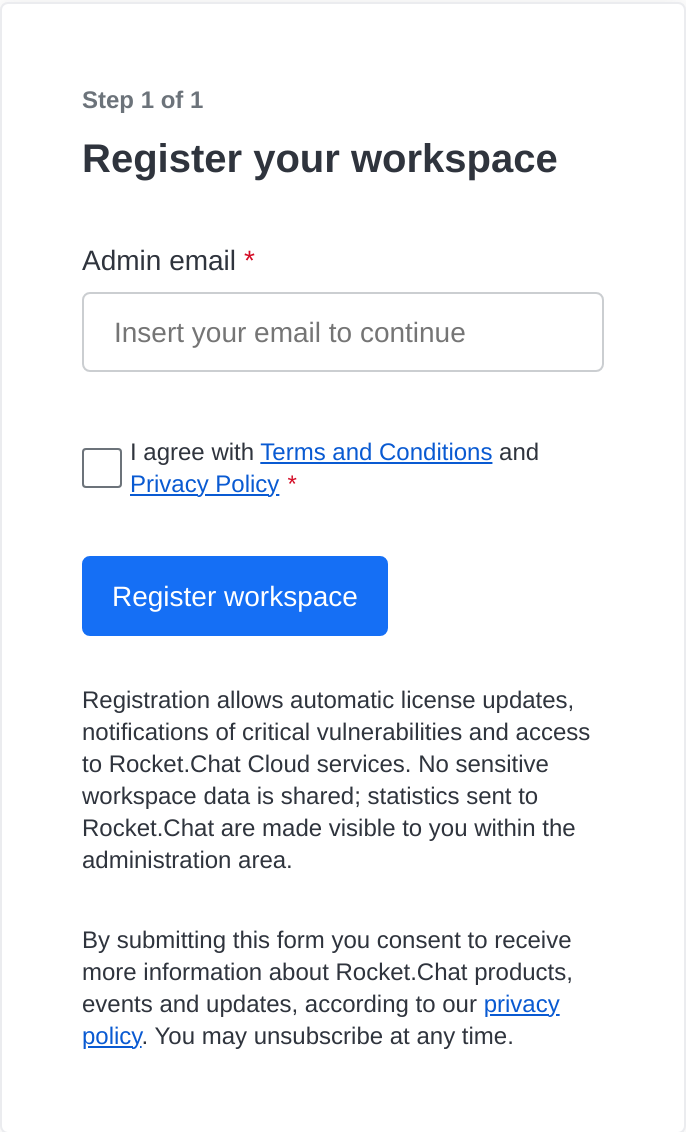 Step 1 of 1
Register your workspace
Admin email *
Insert your email to continue
I agree with Terms and Conditions and
Privacy Policy *
Register workspace
Registration allows automatic license updates,
notifications of critical vulnerabilities and access
to Rocket.Chat Cloud services. No sensitive
workspace data is shared; statistics sent to
Rocket.Chat are made visible to you within the
administration area.
By submitting this form you consent to receive
more information about Rocket.Chat products,
events and updates, according to our privacy
policy. You may unsubscribe at any time.